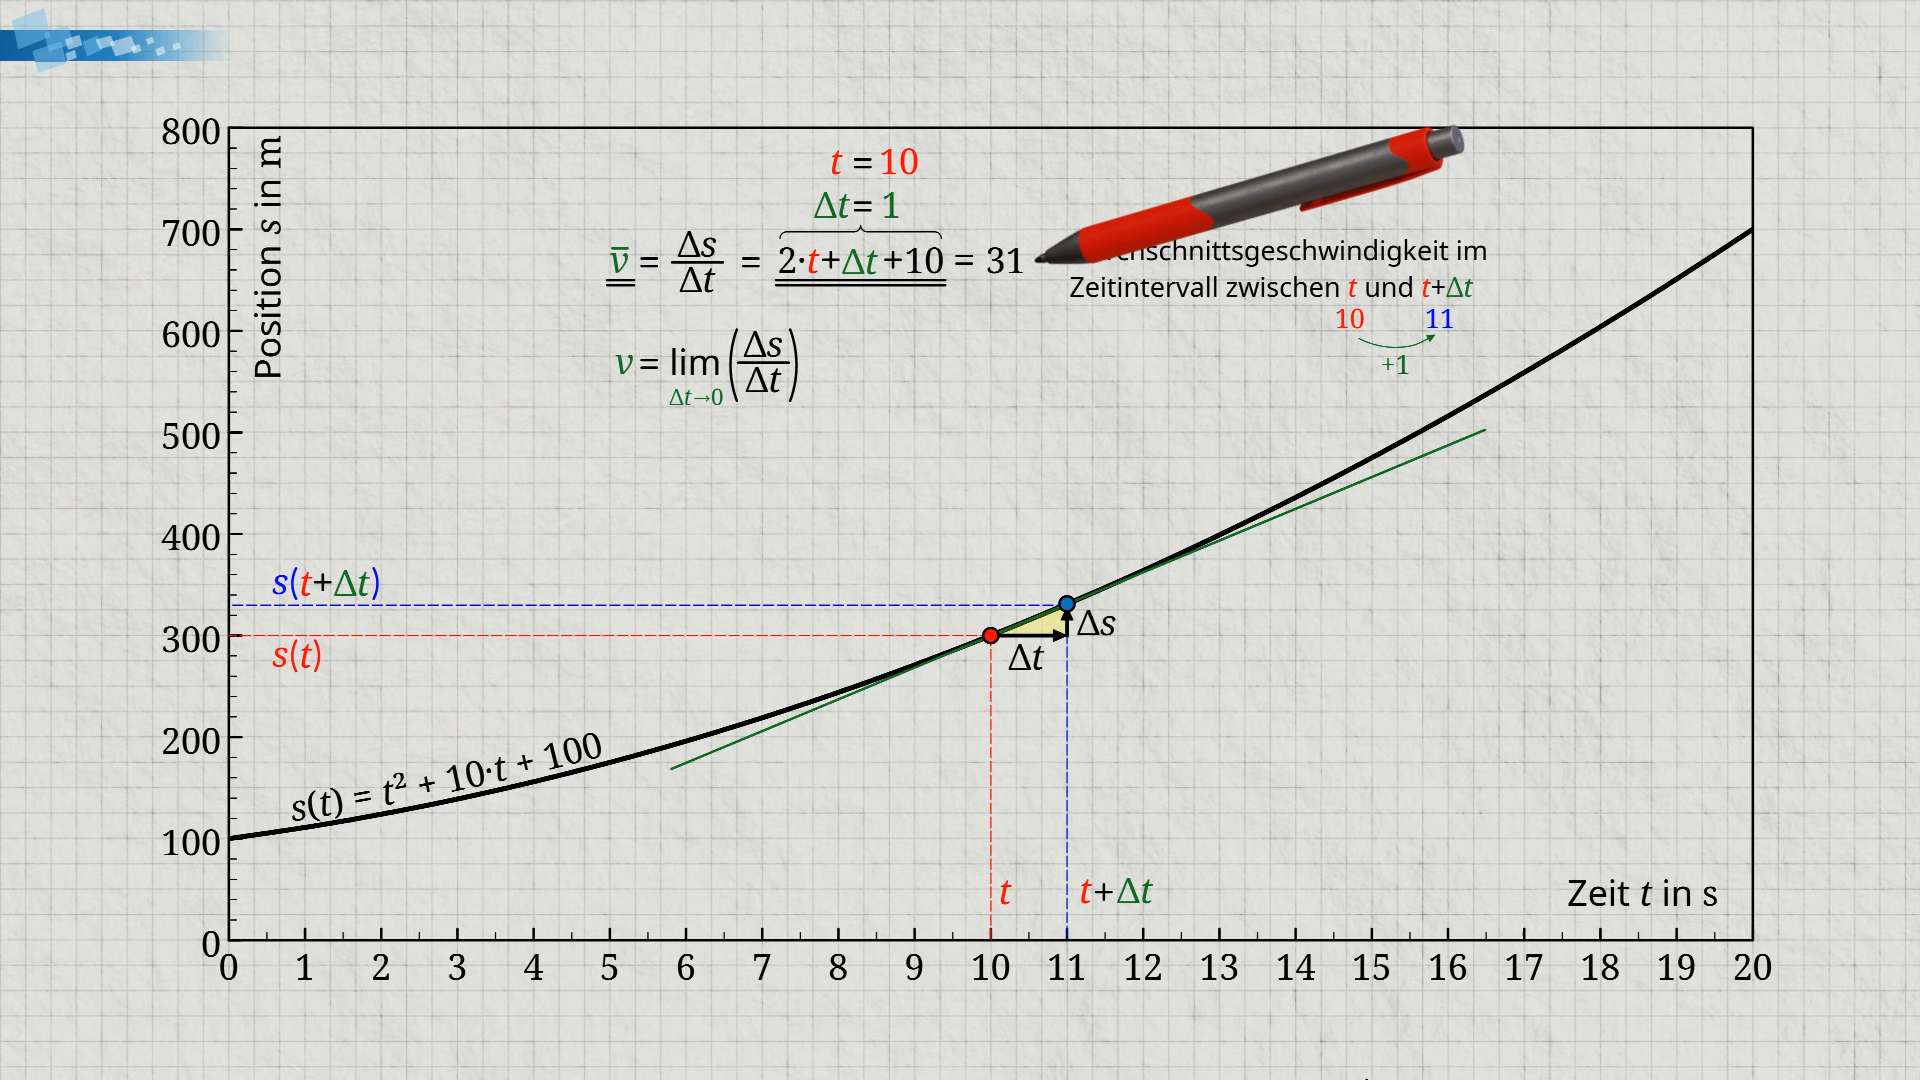 800
700
600
500
400
300
200
100
0
Position s in m
t = 10
Δt = 1
v̅ = Δs/Δt = 2·t+Δt+10 = 31
Zeitintervall zwischen t und t+Δt
10 11
+1
im
v = lim Δt→0 (Δs/Δt)
s(t+Δt)
s(t)
Δs
Δt
s(t) = t² + 10·t + 100
t
t+Δt
Zeit t in s
0 1 2 3 4 5 6 7 8 9 10 11 12 13 14 15 16 17 18 19 20